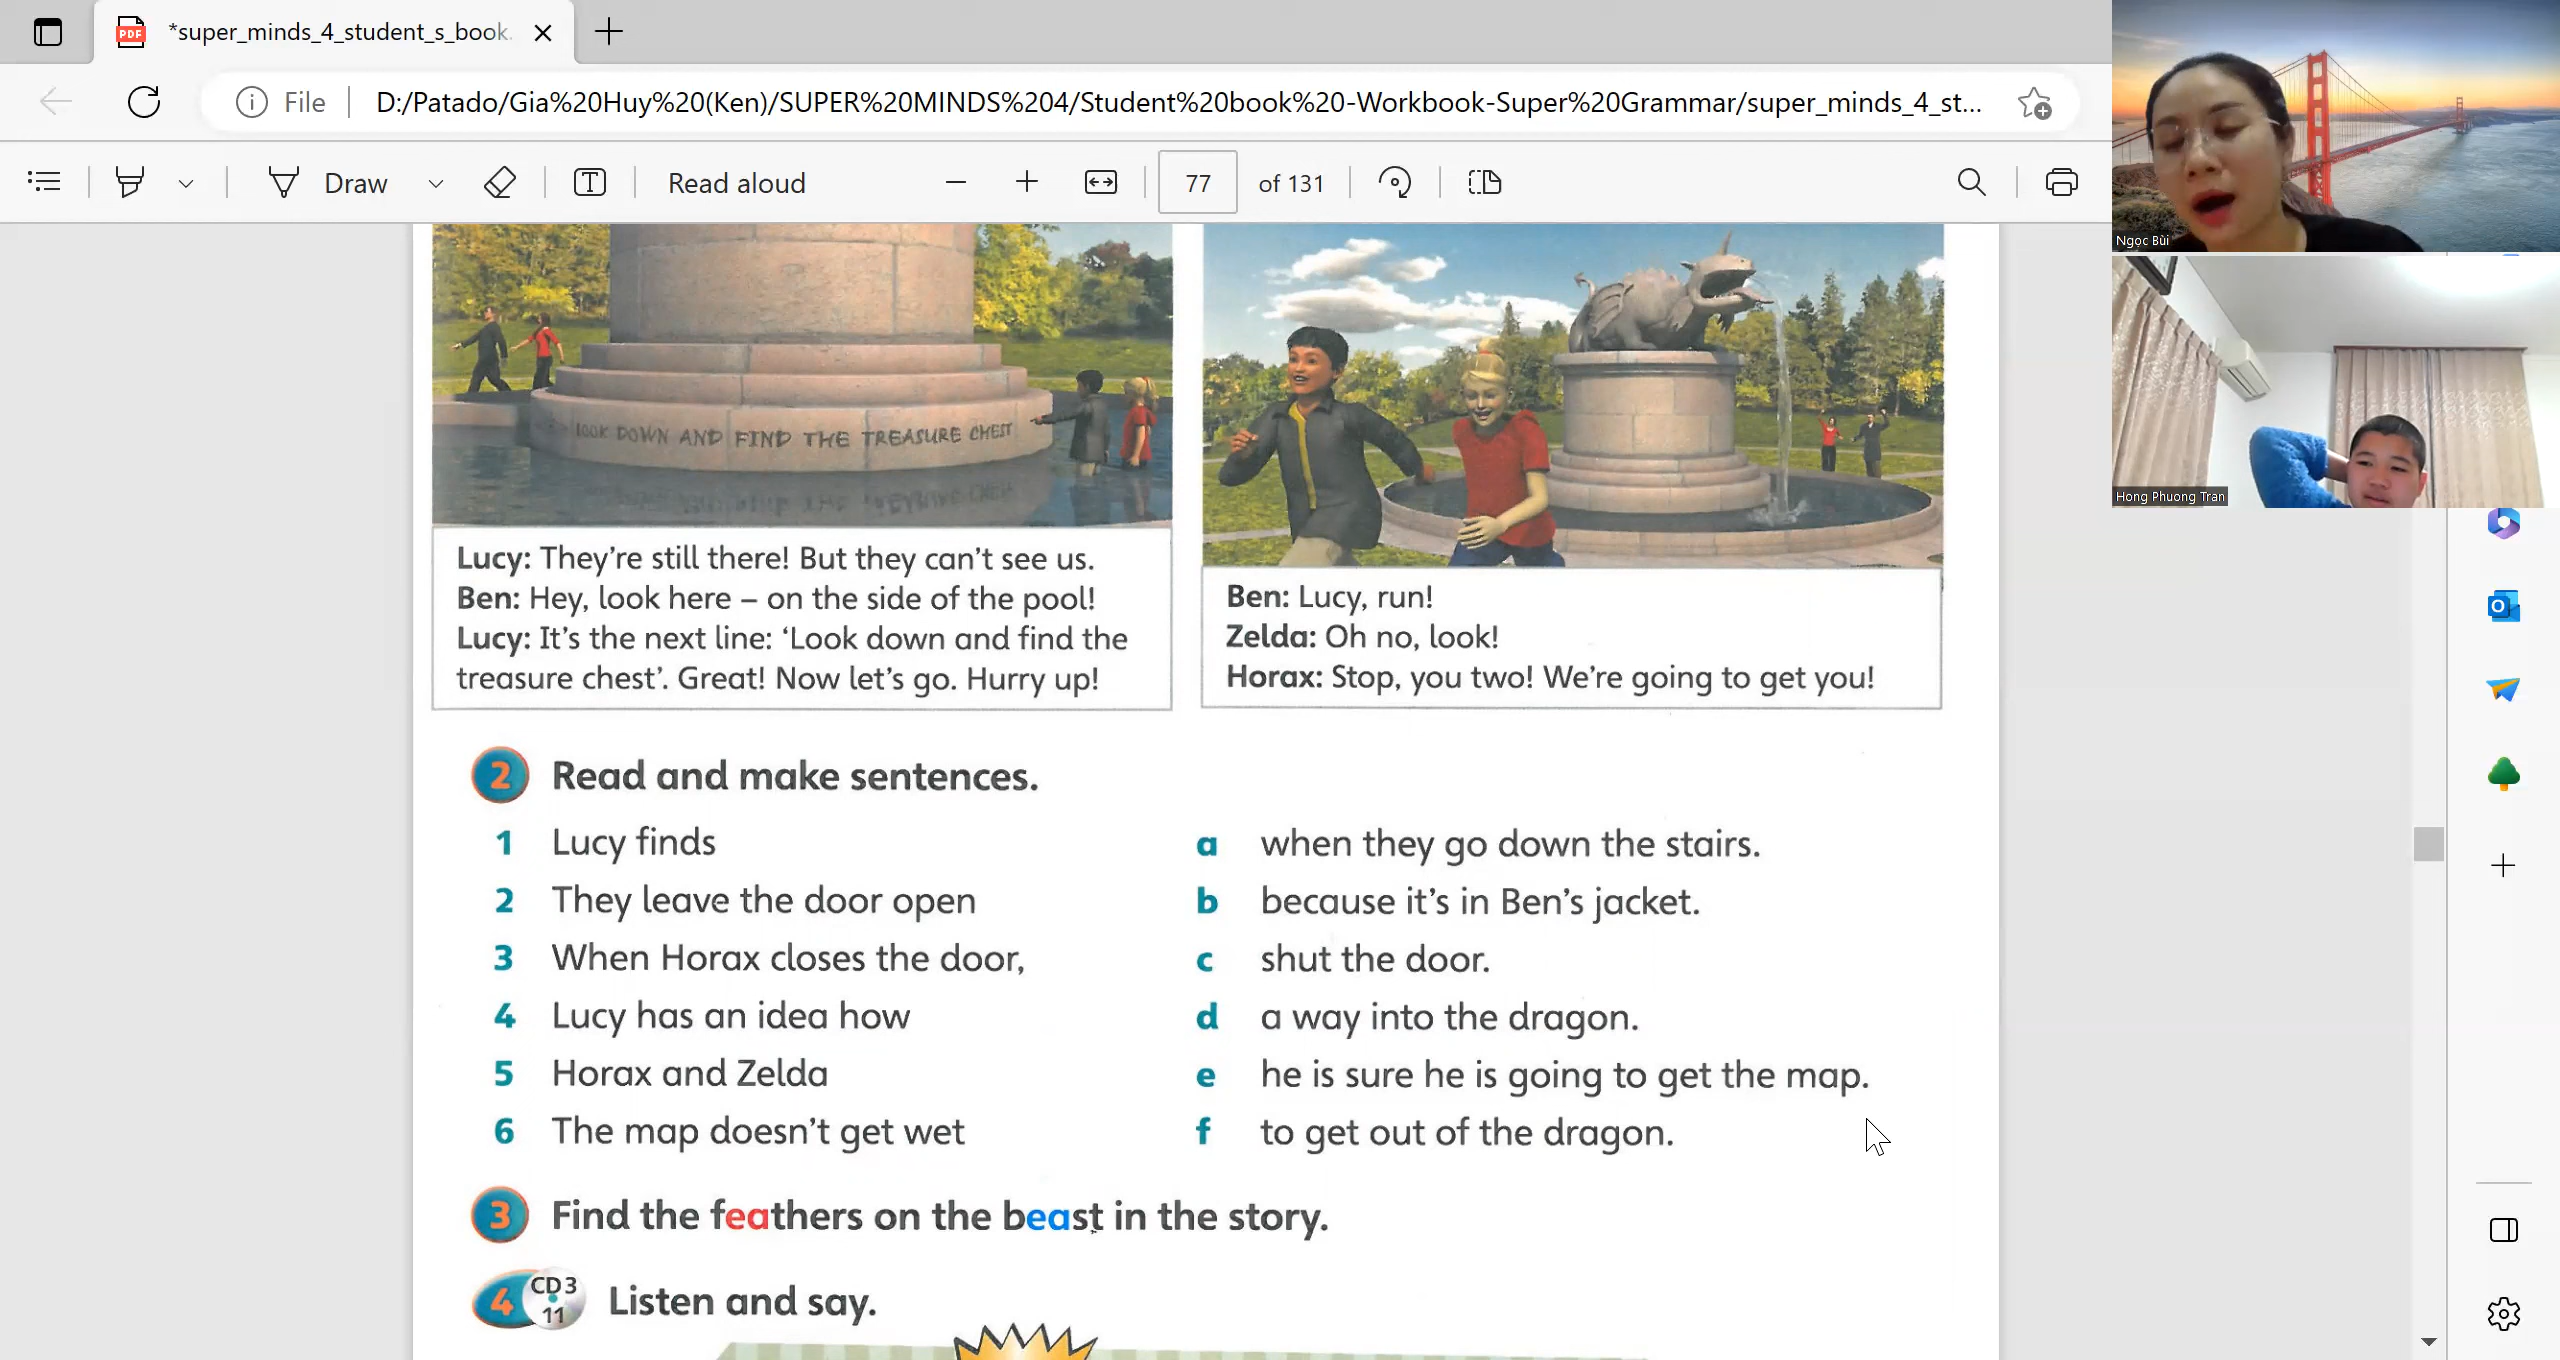 *super_minds_4_student_s_book.
File
D:/Patado/Gia%20Huy%20(Ken)/SUPER%20MINDS%204/Student%20book%20-Workbook-Super%20Grammar/super_minds_4_st...
Draw
Read aloud
77 of 131
Ngọc Bùi
Hong Phuong Tran
LOOK DOWN AND FIND THE TREASURE CHEST
Lucy: They're still there! But they can't see us.
Ben: Hey, look here – on the side of the pool!
Lucy: It's the next line: 'Look down and find the
treasure chest'. Great! Now let's go. Hurry up!
Ben: Lucy, run!
Zelda: Oh no, look!
Horax: Stop, you two! We're going to get you!
2 Read and make sentences.
1 Lucy finds
2 They leave the door open
3 When Horax closes the door,
4 Lucy has an idea how
5 Horax and Zelda
6 The map doesn't get wet
a when they go down the stairs.
b because it's in Ben's jacket.
c shut the door.
d a way into the dragon.
e he is sure he is going to get the map.
f to get out of the dragon.
3 Find the feathers on the beast in the story.
4 CD 3 11 Listen and say.